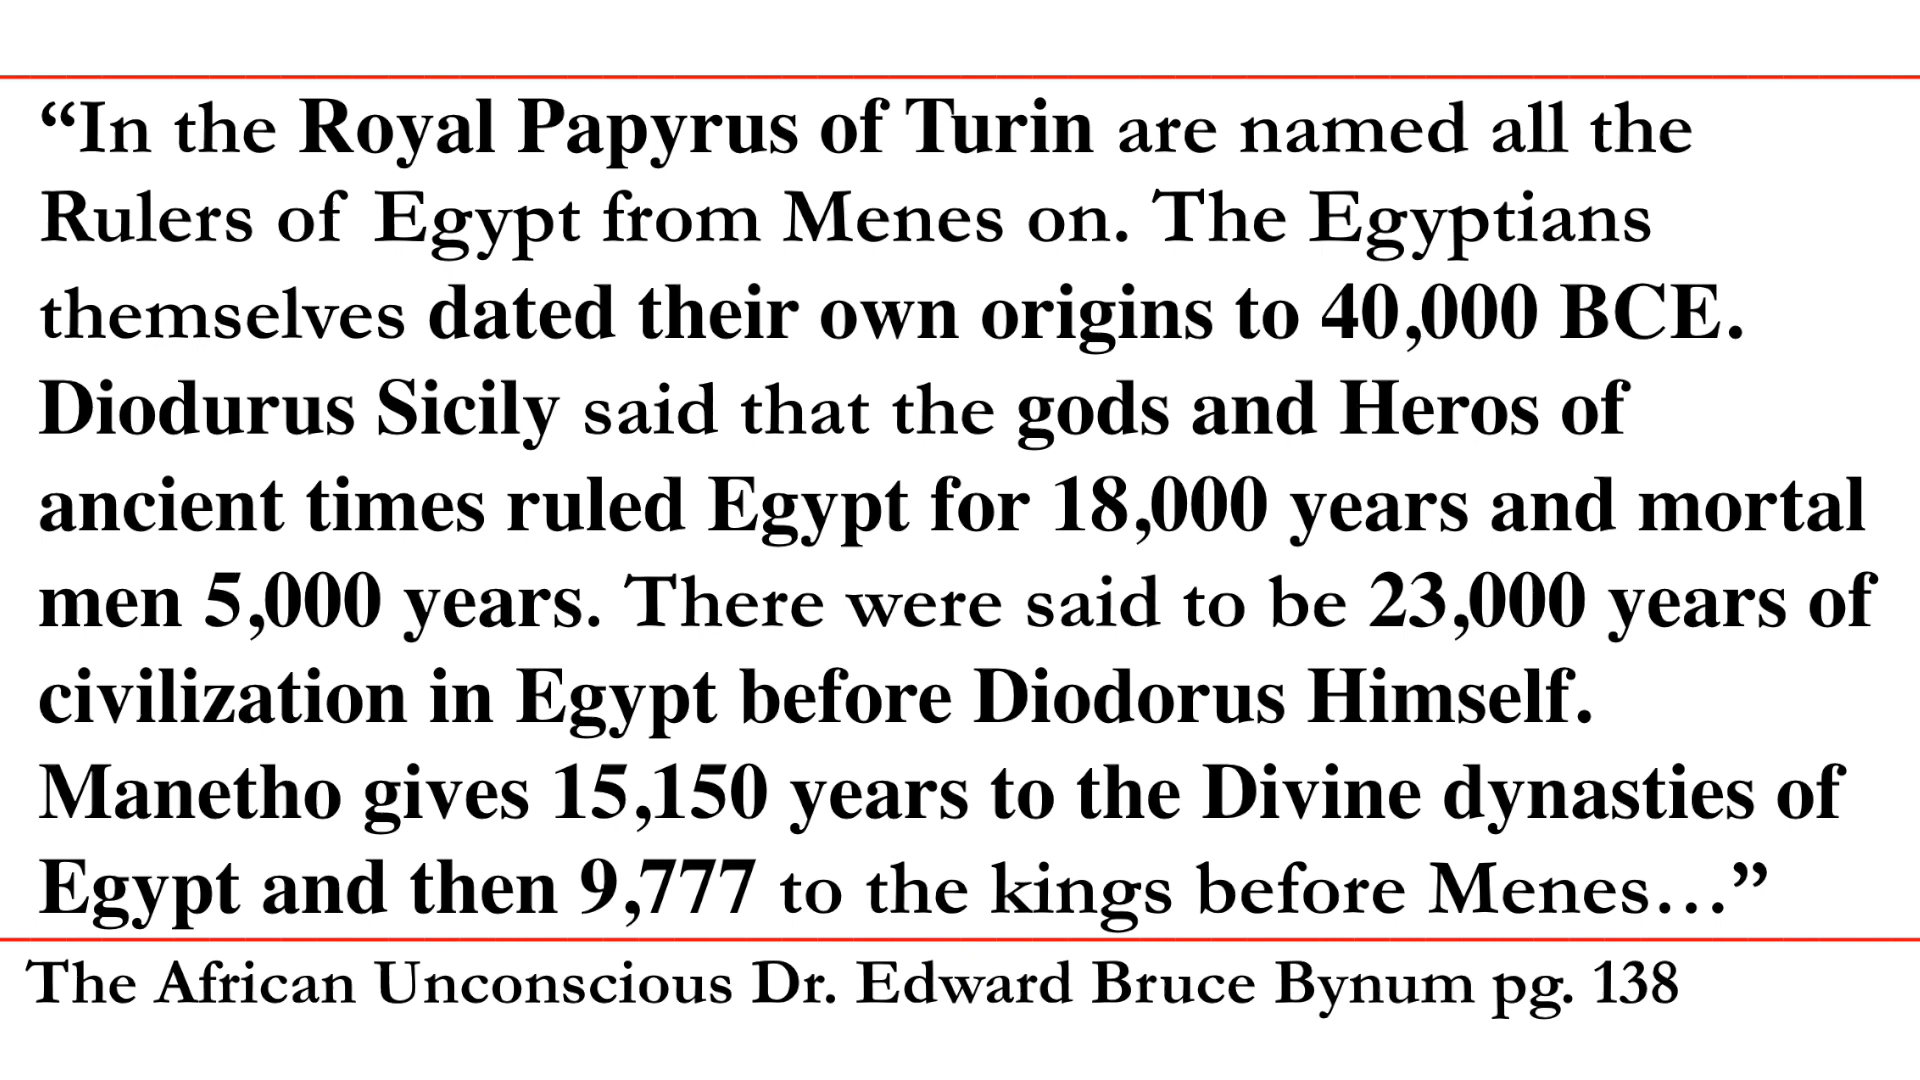 “In the Royal Papyrus of Turin are named all the
Rulers of Egypt from Menes on. The Egyptians
themselves dated their own origins to 40,000 BCE.
Diodurus Sicily said that the gods and Heros of
ancient times ruled Egypt for 18,000 years and mortal
men 5,000 years. There were said to be 23,000 years of
civilization in Egypt before Diodorus Himself.
Manetho gives 15,150 years to the Divine dynasties of
Egypt and then 9,777 to the kings before Menes…”
The African Unconscious Dr. Edward Bruce Bynum pg. 138